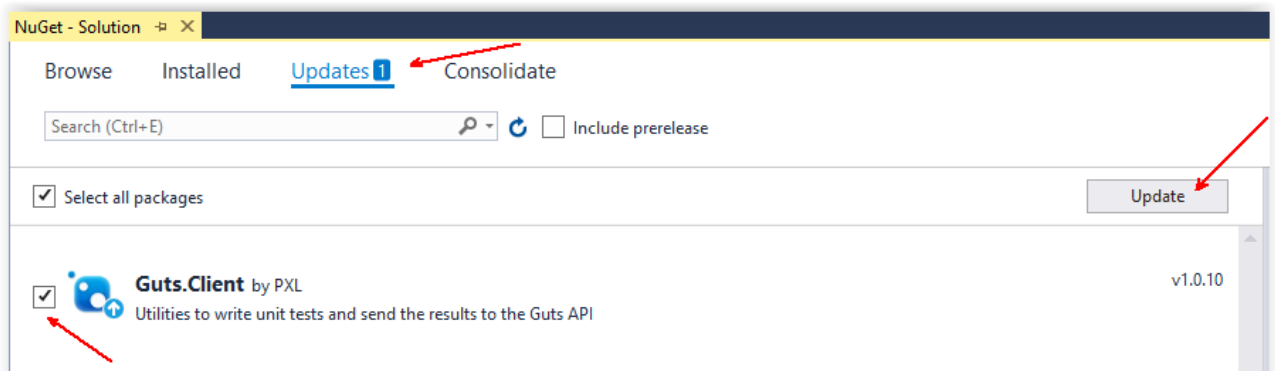 NuGet - Solution
Browse Installed Updates 1 Consolidate
Search (Ctrl+E) Include prerelease
Select all packages Update
Guts.Client by PXL v1.0.10
Utilities to write unit tests and send the results to the Guts API